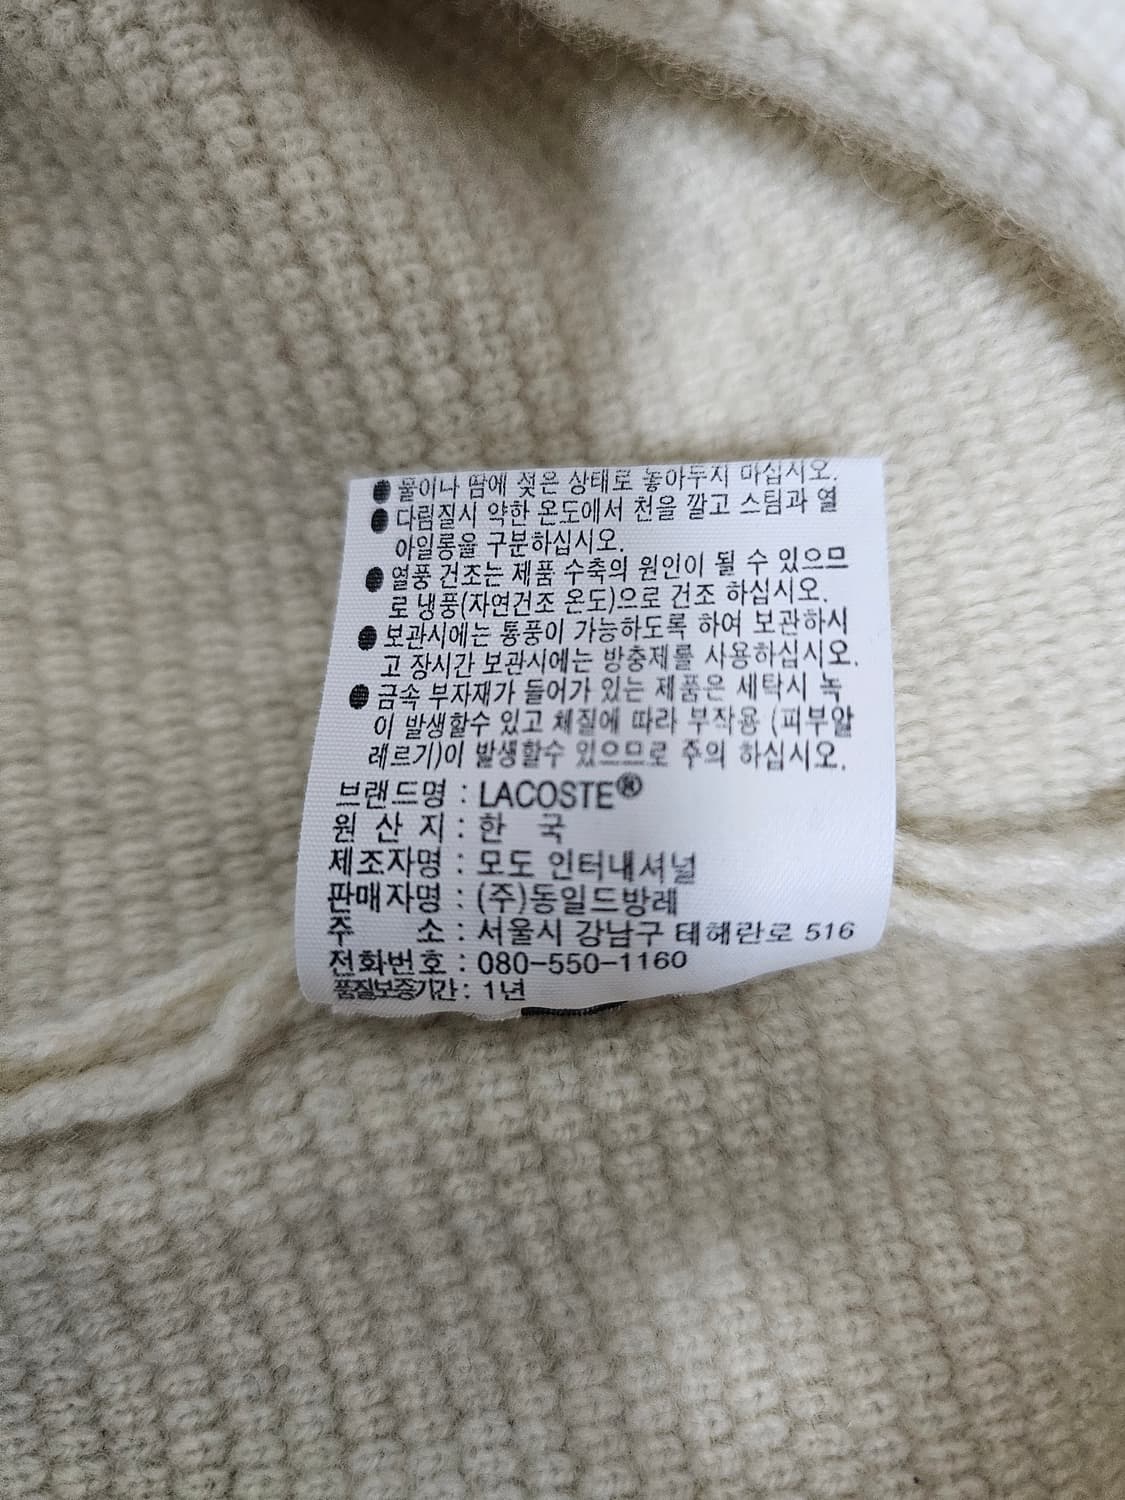 ● 물이나 땀에 젖은 상태로 놓아두지 마십시오.
● 다림질시 약한 온도에서 천을 깔고 스팀과 열
아일롱을 구분하십시오.
● 열풍 건조는 제품 수축의 원인이 될 수 있으므
로 냉풍(자연건조 온도)으로 건조 하십시오.
● 보관시에는 통풍이 가능하도록 하여 보관하시
고 장시간 보관시에는 방충제를 사용하십시오.
● 금속 부자재가 들어가 있는 제품은 세탁시 녹
이 발생할수 있고 체질에 따라 부작용 (피부알
레르기)이 발생할수 있으므로 주의 하십시오.
브랜드명 : LACOSTE®
원 산 지 : 한 국
제조자명 : 모도 인터내셔널
판매자명 : (주)동일드방레
주 소 : 서울시 강남구 테헤란로 516
전화번호 : 080-550-1160
품질보증기간 : 1년